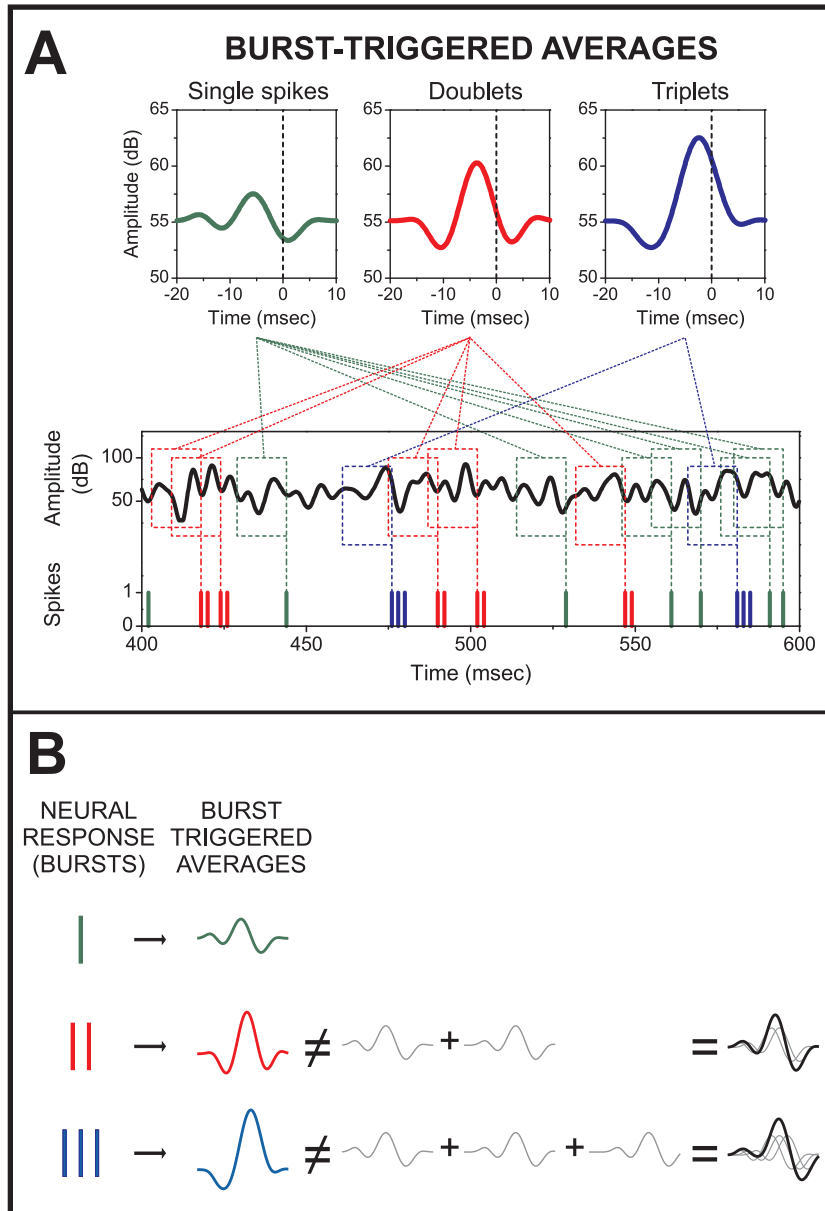 A
BURST-TRIGGERED AVERAGES
Single spikes
Doublets
Triplets
Amplitude (dB)
65
60
55
50
-20 -10 0 10
Time (msec)
65
60
55
50
-20 -10 0 10
Time (msec)
65
60
55
50
-20 -10 0 10
Time (msec)
Amplitude
(dB)
100
50
Spikes
1
0
400 450 500 550 600
Time (msec)
B
NEURAL
RESPONSE
(BURSTS)
BURST
TRIGGERED
AVERAGES
≠ + =
≠ + + =